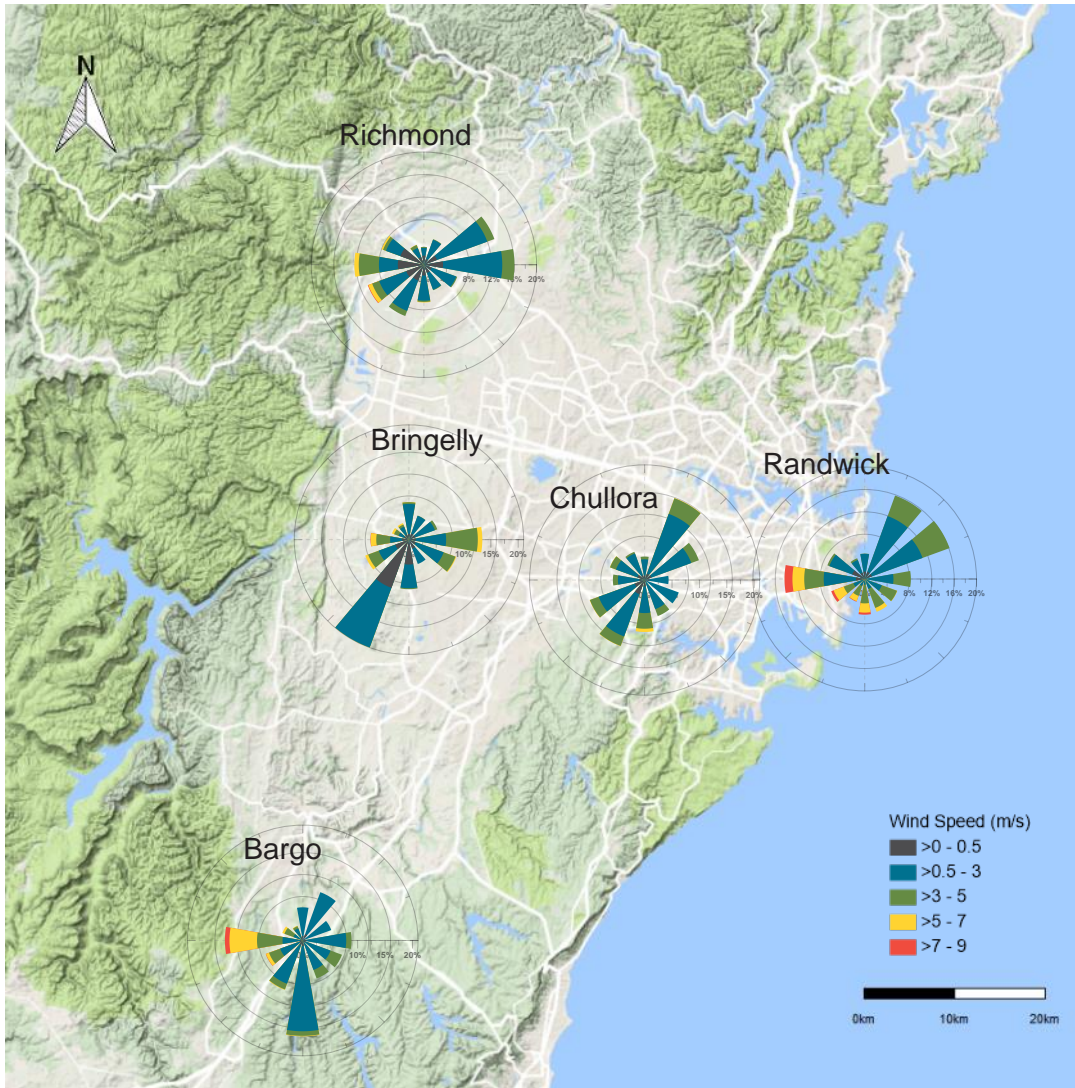 N
Richmond
8% 12% 16% 20%
Bringelly
10% 15% 20%
Randwick
Chullora
10% 15% 20%
8% 12% 16% 20%
Wind Speed (m/s)
>0 - 0.5
>0.5 - 3
>3 - 5
>5 - 7
>7 - 9
Bargo
10% 15% 20%
0km 10km 20km